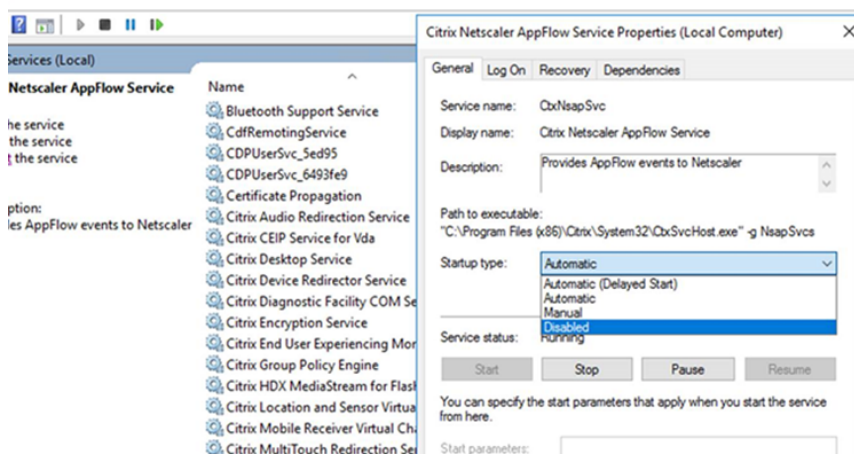 Services (Local)
Netscaler AppFlow Service
he service
the service
the service
ption:
les AppFlow events to Netscaler
Name
Bluetooth Support Service
CdfRemotingService
CDPUserSvc_5ed95
CDPUserSvc_6493fe9
Certificate Propagation
Citrix Audio Redirection Service
Citrix CEIP Service for Vda
Citrix Desktop Service
Citrix Device Redirector Service
Citrix Diagnostic Facility COM Se
Citrix Encryption Service
Citrix End User Experiencing Mor
Citrix Group Policy Engine
Citrix HDX MediaStream for Flash
Citrix Location and Sensor Virtua
Citrix Mobile Receiver Virtual Cha
Citrix MultiTouch Redirection Ser
Citrix Netscaler AppFlow Service Properties (Local Computer)
General Log On Recovery Dependencies
Service name: CtxNsapSvc
Display name: Citrix Netscaler AppFlow Service
Description: Provides AppFlow events to Netscaler
Path to executable:
"C:\Program Files (x86)\Citrix\System32\CtxSvcHost.exe" -g NsapSvcs
Startup type: Automatic
Automatic (Delayed Start)
Automatic
Manual
Disabled
Service status: Running
Start Stop Pause Resume
You can specify the start parameters that apply when you start the service
from here.
Start parameters: